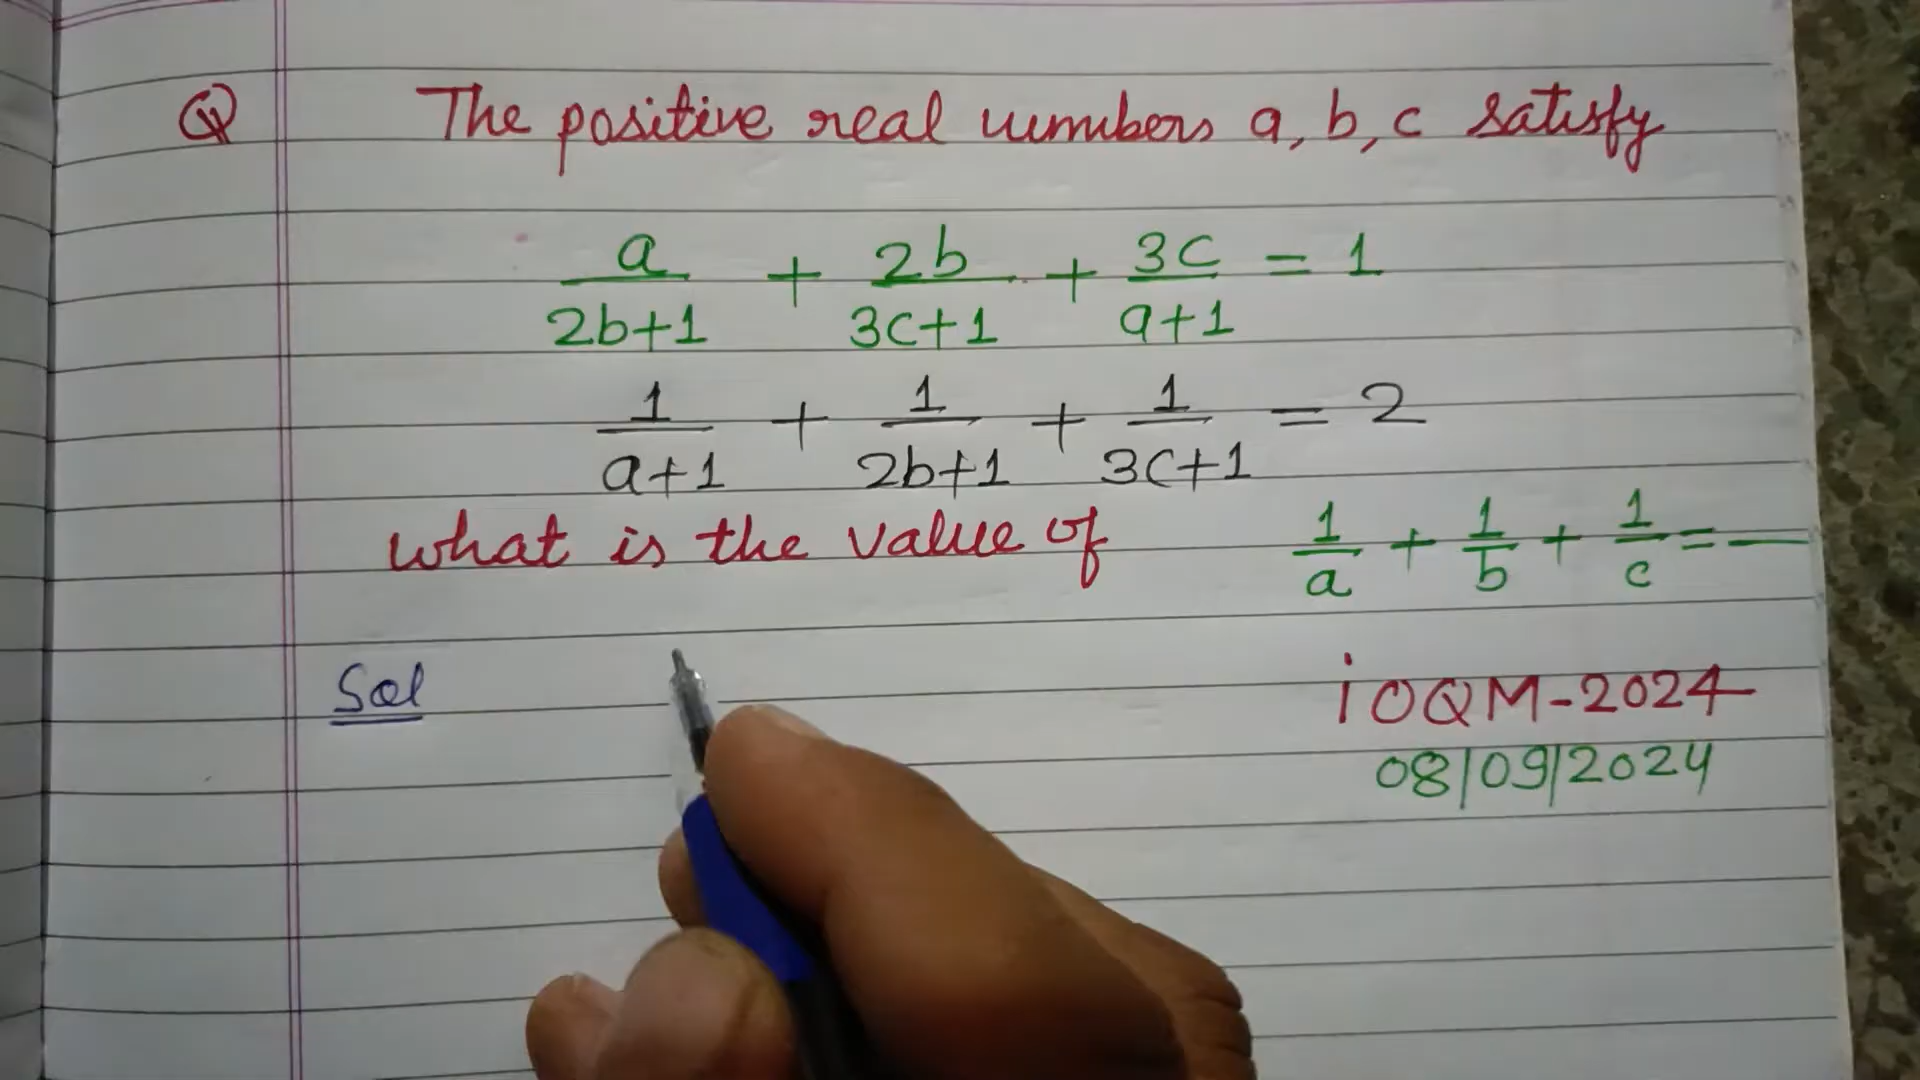 Q The positive real numbers a, b, c satisfy
a/2b+1 + 2b/3c+1 + 3c/a+1 = 1
1/a+1 + 1/2b+1 + 1/3c+1 = 2
what is the value of 1/a + 1/b + 1/c = —
Sol
iOQM-2024
08/09/2024